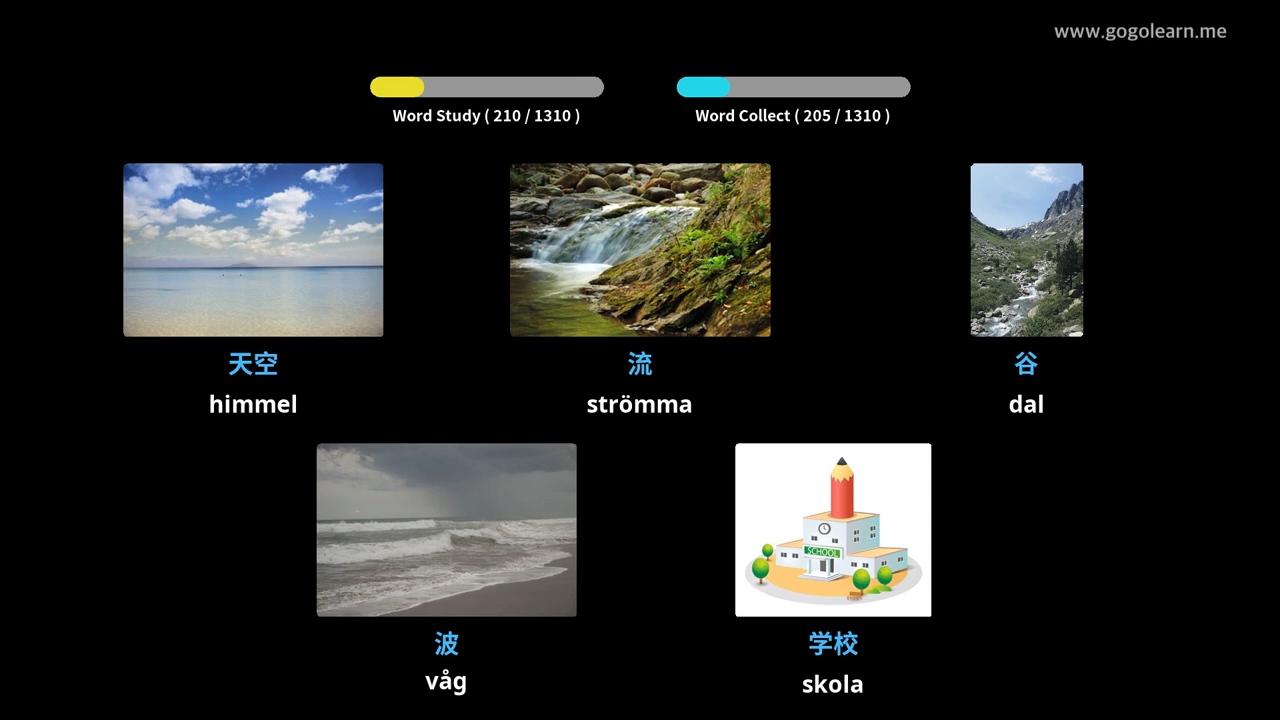 www.gogolearn.me
Word Study ( 210 / 1310 )
Word Collect ( 205 / 1310 )
天空
流
谷
himmel
strömma
dal
SCHOOL
波
学校
våg
skola